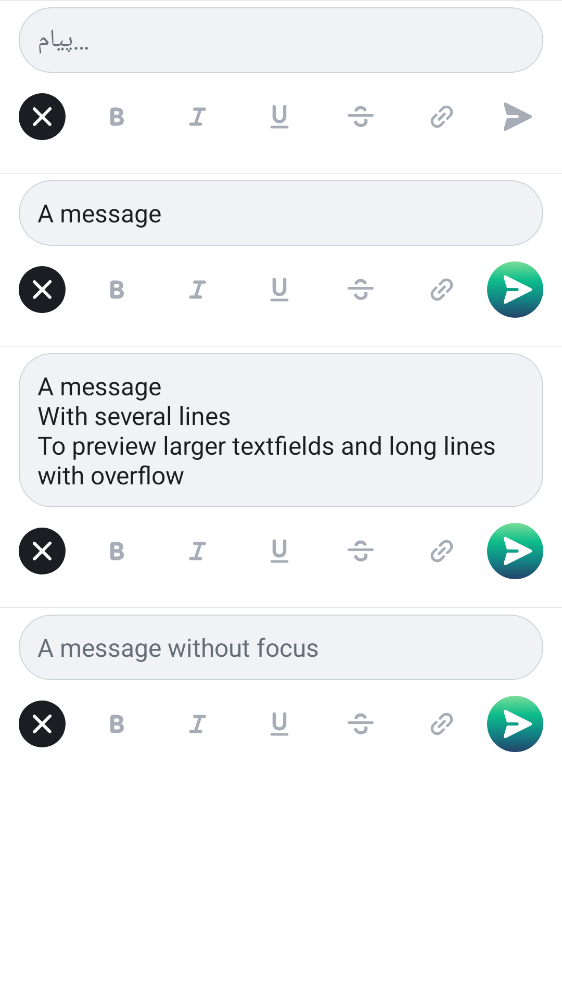 پیام…
A message
A message
With several lines
To preview larger textfields and long lines
with overflow
A message without focus